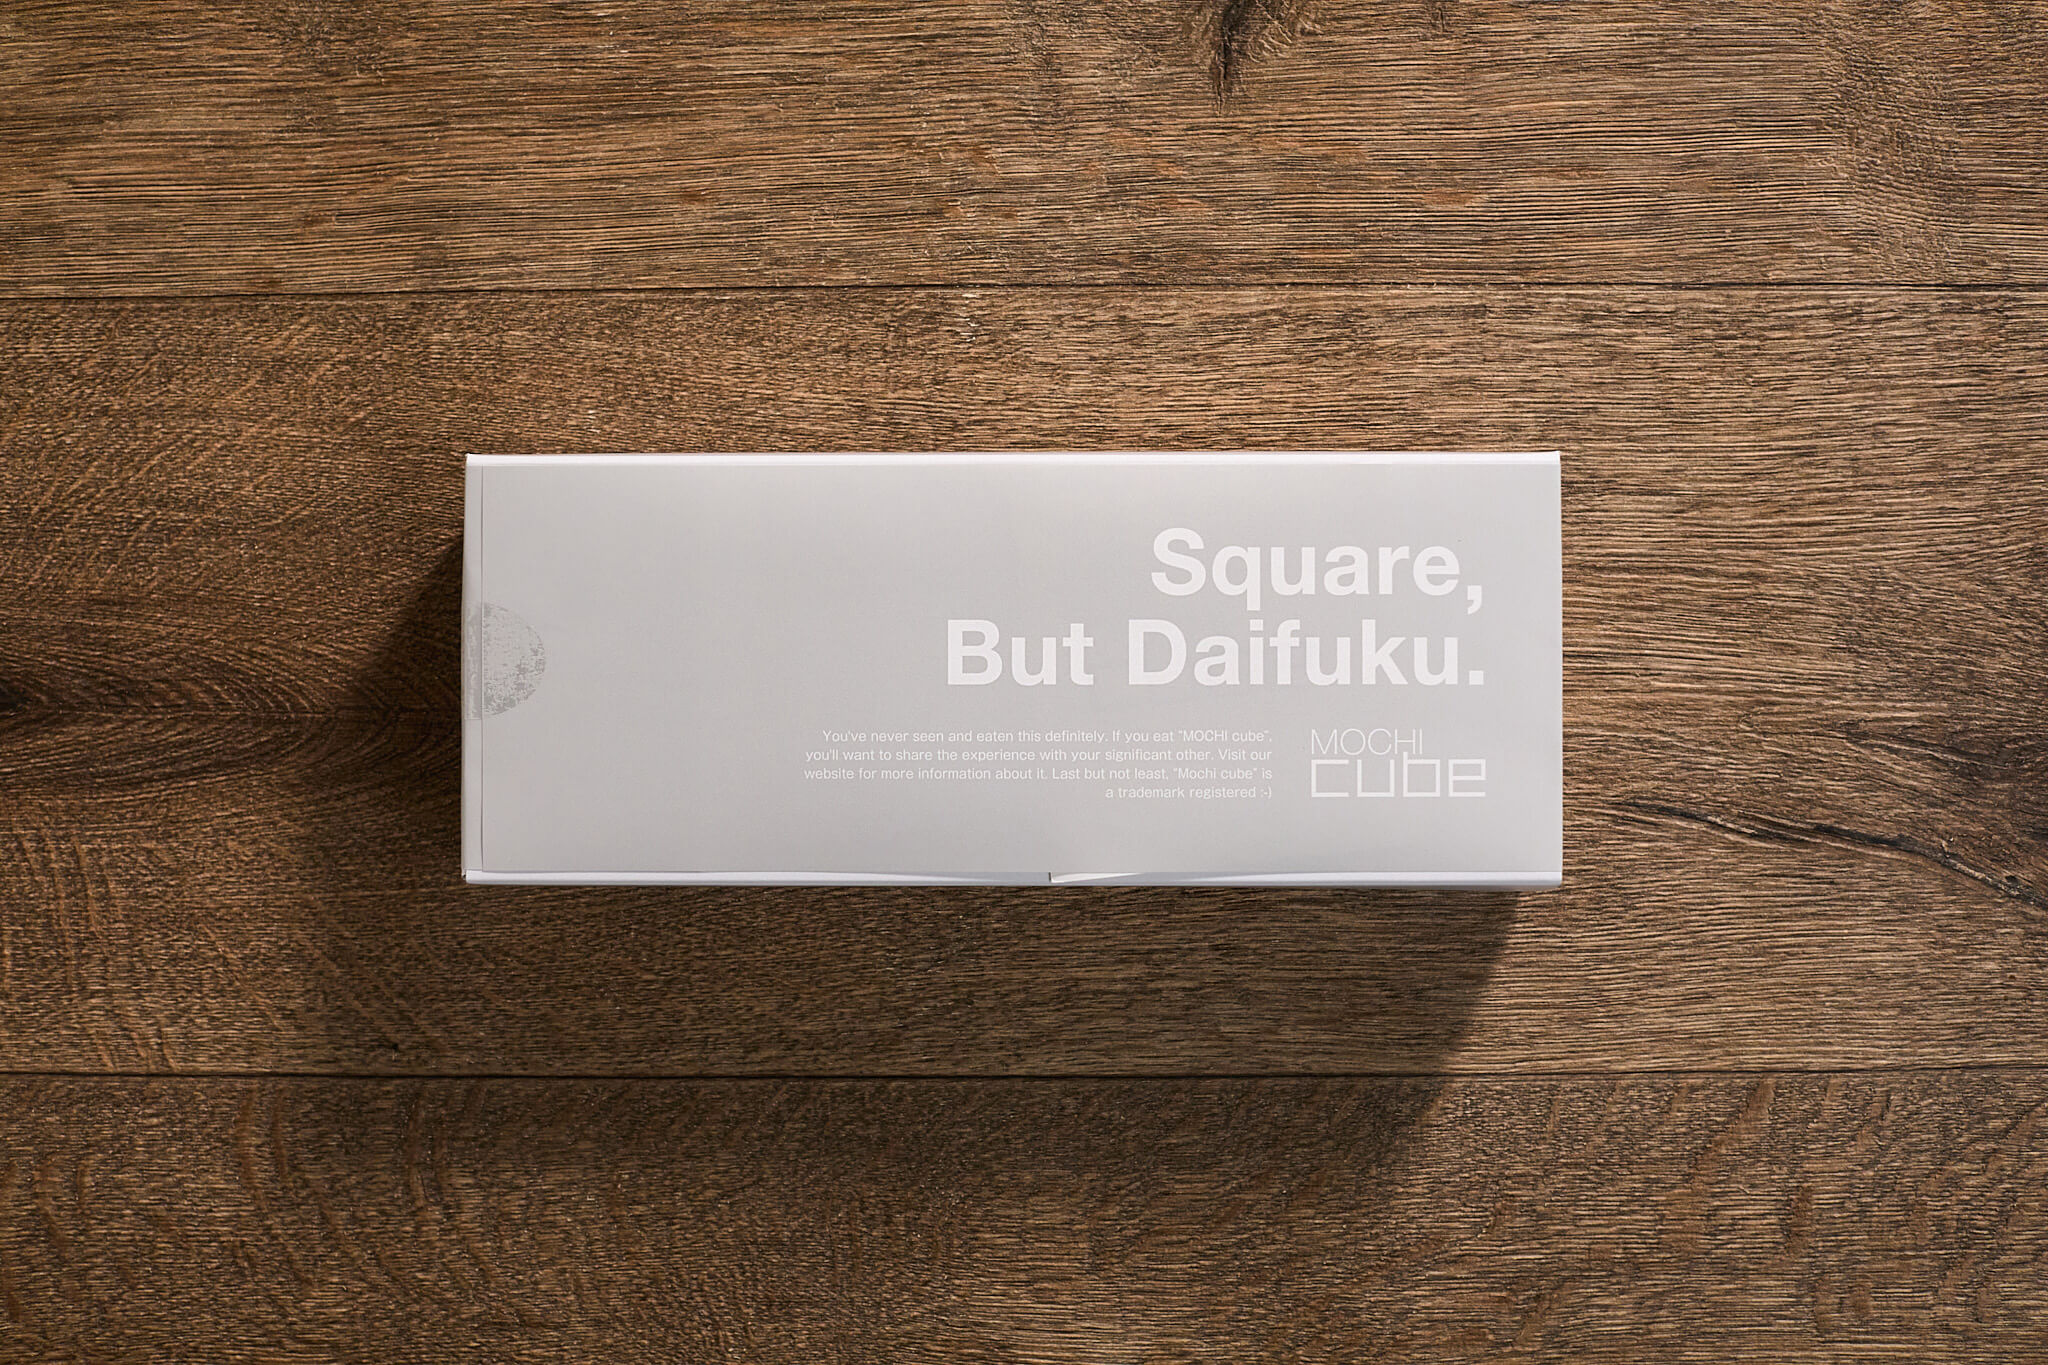 Square,
But Daifuku.
You've never seen and eaten this definitely. If you eat "MOCHI cube",
you'll want to share the experience with your significant other. Visit our
website for more information about it. Last but not least, "Mochi cube" is
a trademark registered :-)
MOCHI
cube